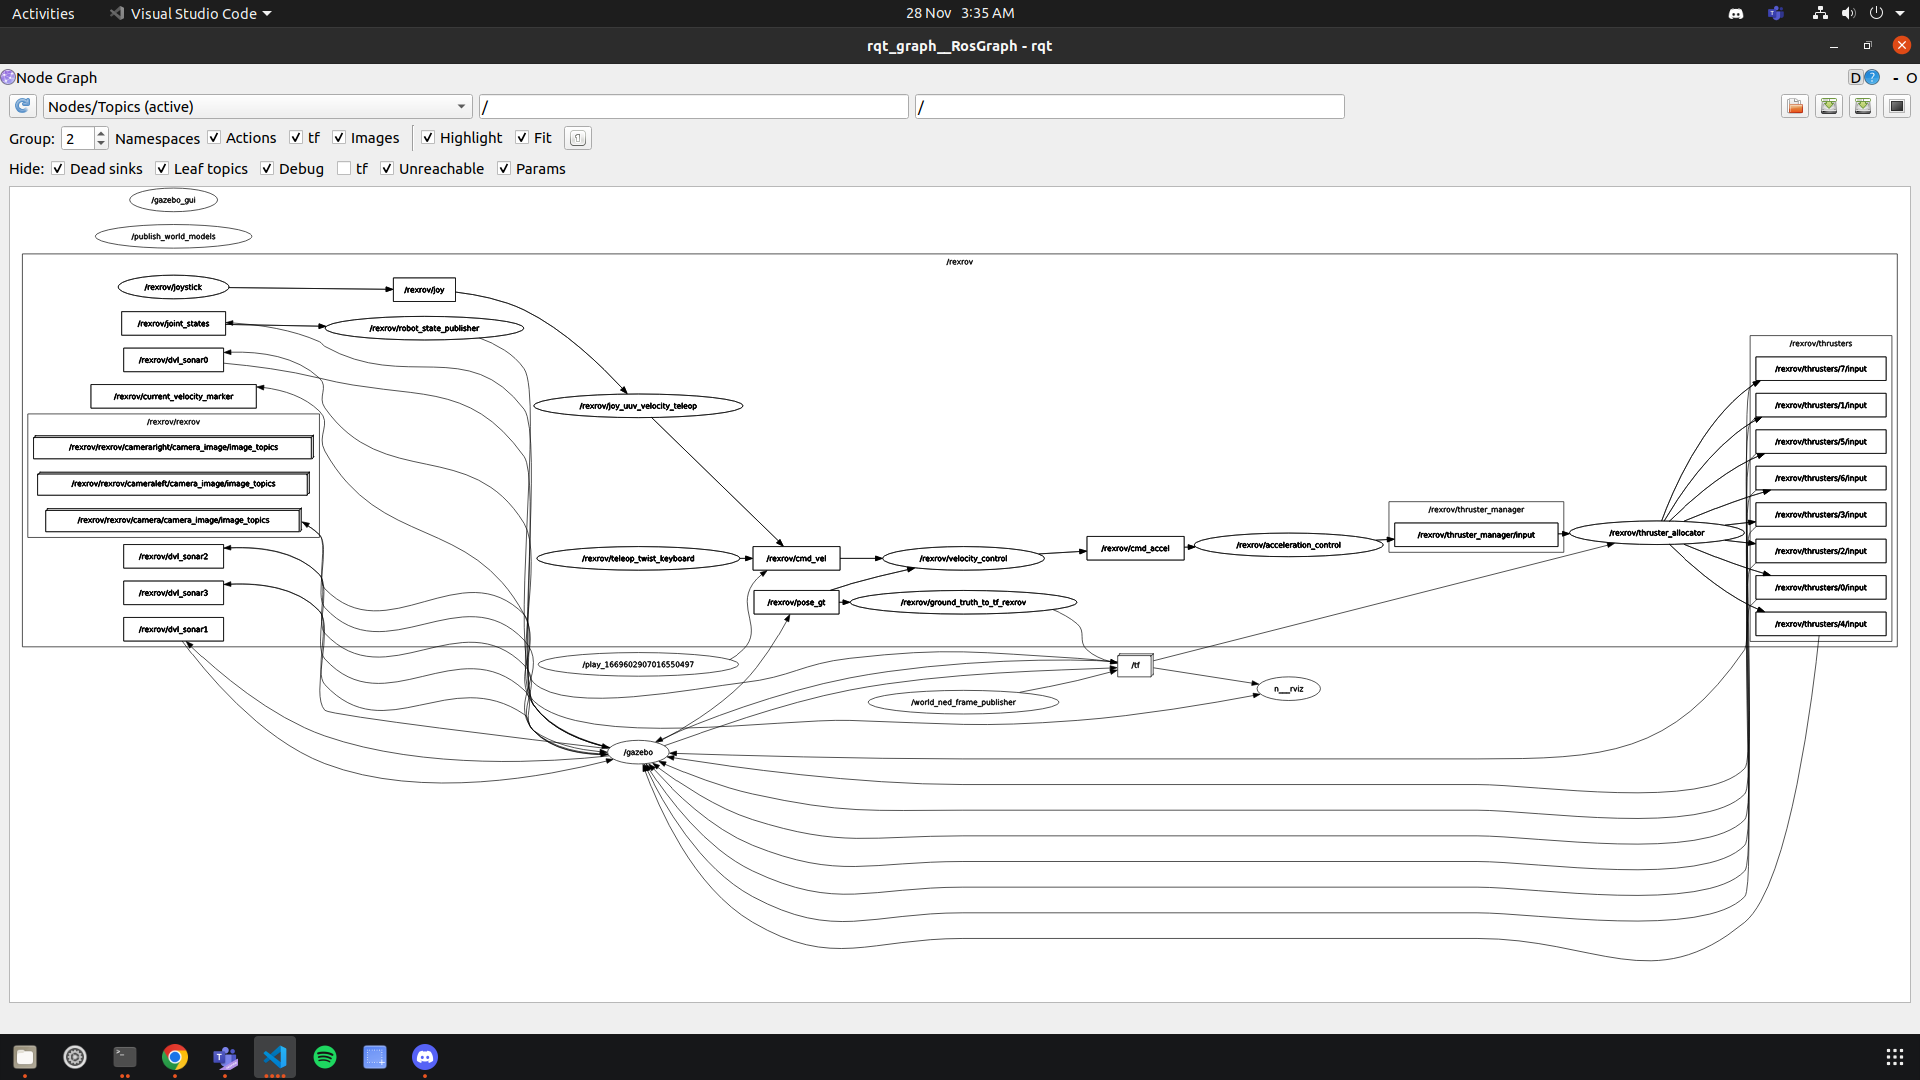 Activities
Visual Studio Code
28 Nov 3:35 AM
rqt_graph__RosGraph - rqt
Node Graph
D
?
- O
Nodes/Topics (active)
/
/
Group: 2 Namespaces Actions tf Images Highlight Fit
Hide: Dead sinks Leaf topics Debug tf Unreachable Params
/gazebo_gui
/publish_world_models
/rexrov
/rexrov/joystick
/rexrov/joy
/rexrov/joint_states
/rexrov/robot_state_publisher
/rexrov/dvl_sonar0
/rexrov/current_velocity_marker
/rexrov/rexrov
/rexrov/rexrov/cameraright/camera_image/image_topics
/rexrov/rexrov/cameraleft/camera_image/image_topics
/rexrov/rexrov/camera/camera_image/image_topics
/rexrov/dvl_sonar2
/rexrov/dvl_sonar3
/rexrov/dvl_sonar1
/rexrov/joy_uuv_velocity_teleop
/rexrov/teleop_twist_keyboard
/rexrov/cmd_vel
/rexrov/velocity_control
/rexrov/cmd_accel
/rexrov/acceleration_control
/rexrov/thruster_manager
/rexrov/thruster_manager/input
/rexrov/thruster_allocator
/rexrov/pose_gt
/rexrov/ground_truth_to_tf_rexrov
/play_1669602907016550497
/tf
/world_ned_frame_publisher
n__rviz
/gazebo
/rexrov/thrusters
/rexrov/thrusters/7/input
/rexrov/thrusters/1/input
/rexrov/thrusters/5/input
/rexrov/thrusters/6/input
/rexrov/thrusters/3/input
/rexrov/thrusters/2/input
/rexrov/thrusters/0/input
/rexrov/thrusters/4/input